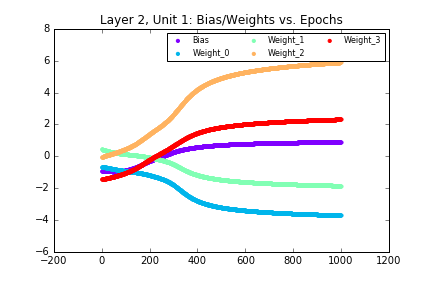 Layer 2, Unit 1: Bias/Weights vs. Epochs
Bias Weight_1 Weight_3
Weight_0 Weight_2
8
6
4
2
0
−2
−4
−6
−200 0 200 400 600 800 1000 1200